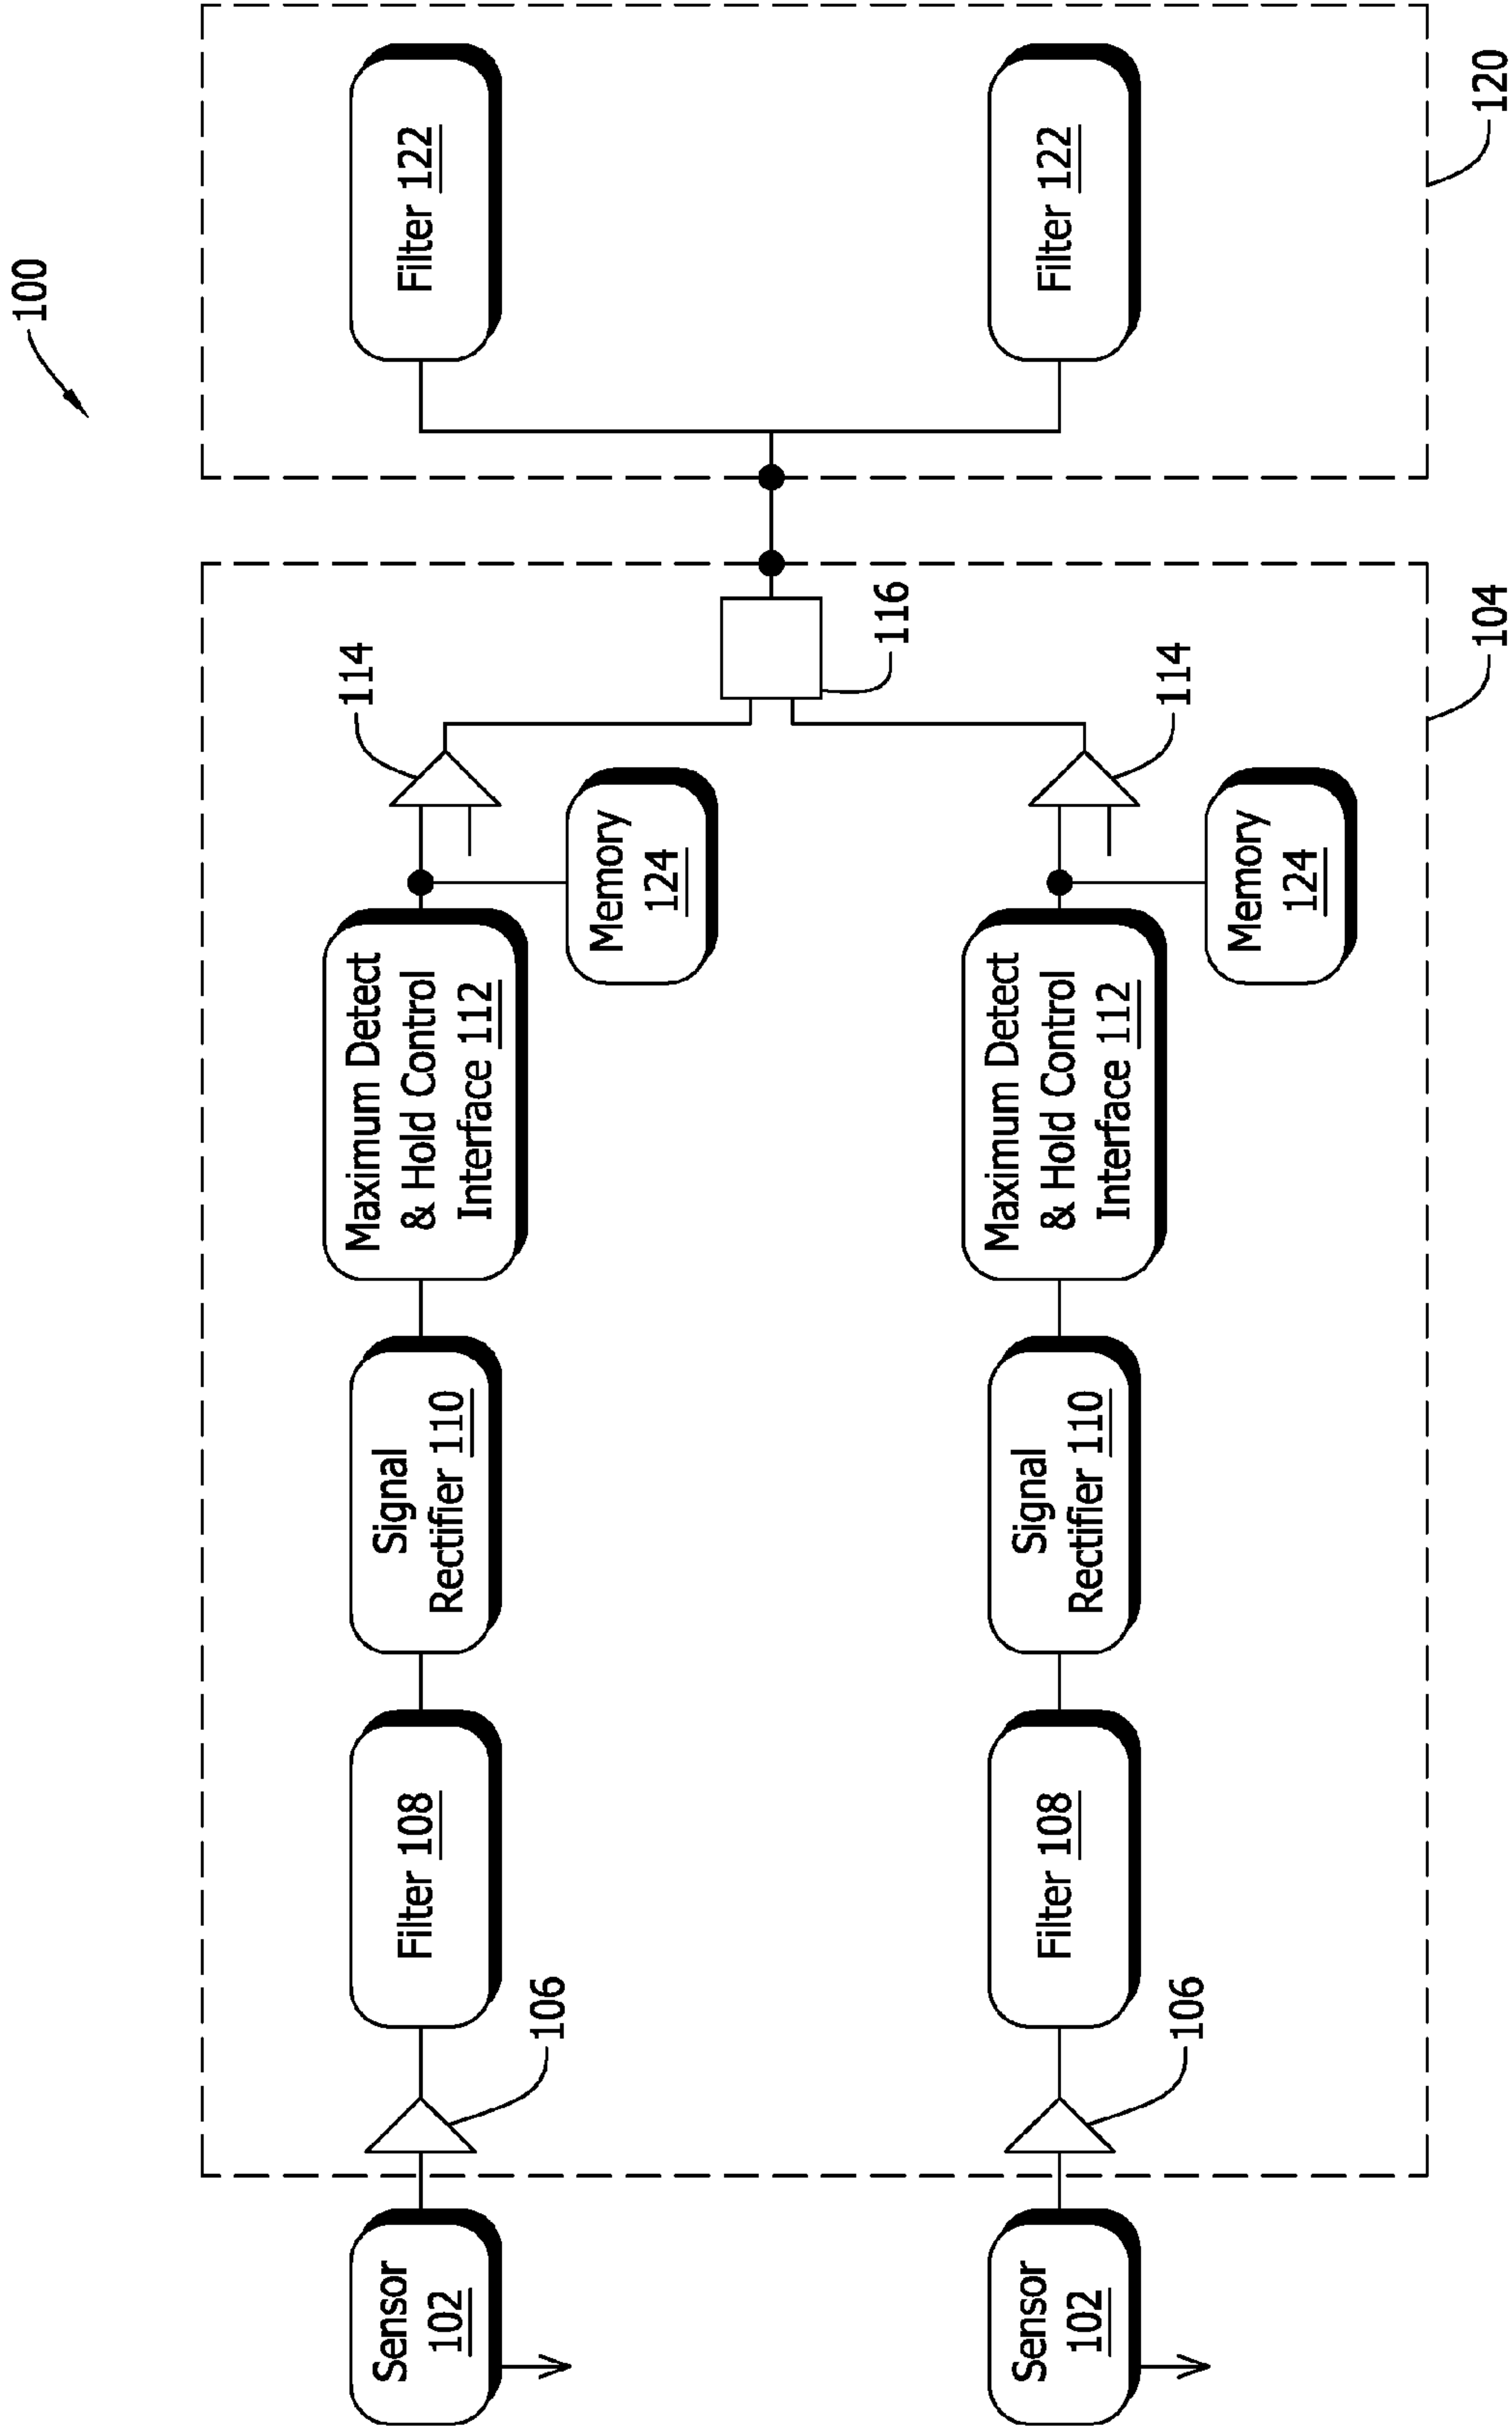 100
Sensor
102
106
Filter 108
Signal
Rectifier 110
Maximum Detect
& Hold Control
Interface 112
Memory
124
114
116
Filter 122
Sensor
102
106
Filter 108
Signal
Rectifier 110
Maximum Detect
& Hold Control
Interface 112
Memory
124
114
Filter 122
104
120